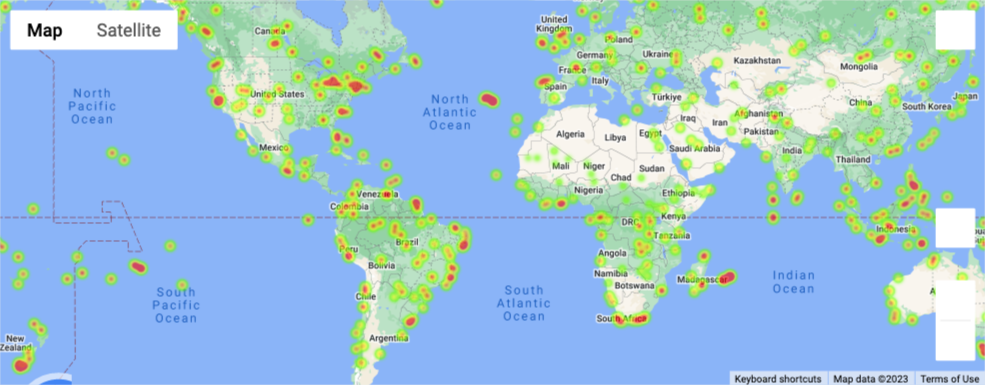 Map Satellite
Canada
United
Kingdom
Poland
Germany
Ukraine
France
Italy
Spain
Kazakhstan
Mongolia
North
Pacific
Ocean
United States
North
Atlantic
Ocean
Türkiye
China
South Korea
Japan
Afghanistan
Iraq
Iran
Pakistan
Algeria
Libya
Egypt
Saudi Arabia
India
Mexico
Mali
Niger
Chad
Sudan
Thailand
Nigeria
Ethiopia
Venezuela
Colombia
DRC
Kenya
Tanzania
Indonesia
Peru
Brazil
Bolivia
Angola
Namibia
Botswana
Madagascar
Indian
Ocean
South
Pacific
Ocean
South
Atlantic
Ocean
Chile
South Africa
Argentina
New
Zealand
Keyboard shortcuts Map data ©2023 Terms of Use